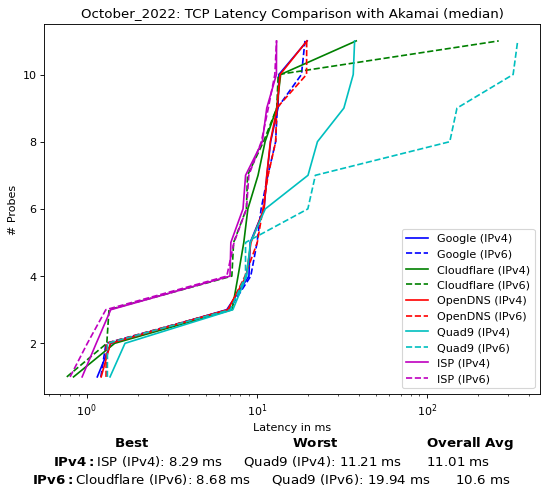 October_2022: TCP Latency Comparison with Akamai (median)
# Probes
10
8
6
4
2
Google (IPv4)
Google (IPv6)
Cloudflare (IPv4)
Cloudflare (IPv6)
OpenDNS (IPv4)
OpenDNS (IPv6)
Quad9 (IPv4)
Quad9 (IPv6)
ISP (IPv4)
ISP (IPv6)
10⁰ 10¹ 10²
Latency in ms
Best Worst Overall Avg
IPv4: ISP (IPv4): 8.29 ms Quad9 (IPv4): 11.21 ms 11.01 ms
IPv6: Cloudflare (IPv6): 8.68 ms Quad9 (IPv6): 19.94 ms 10.6 ms